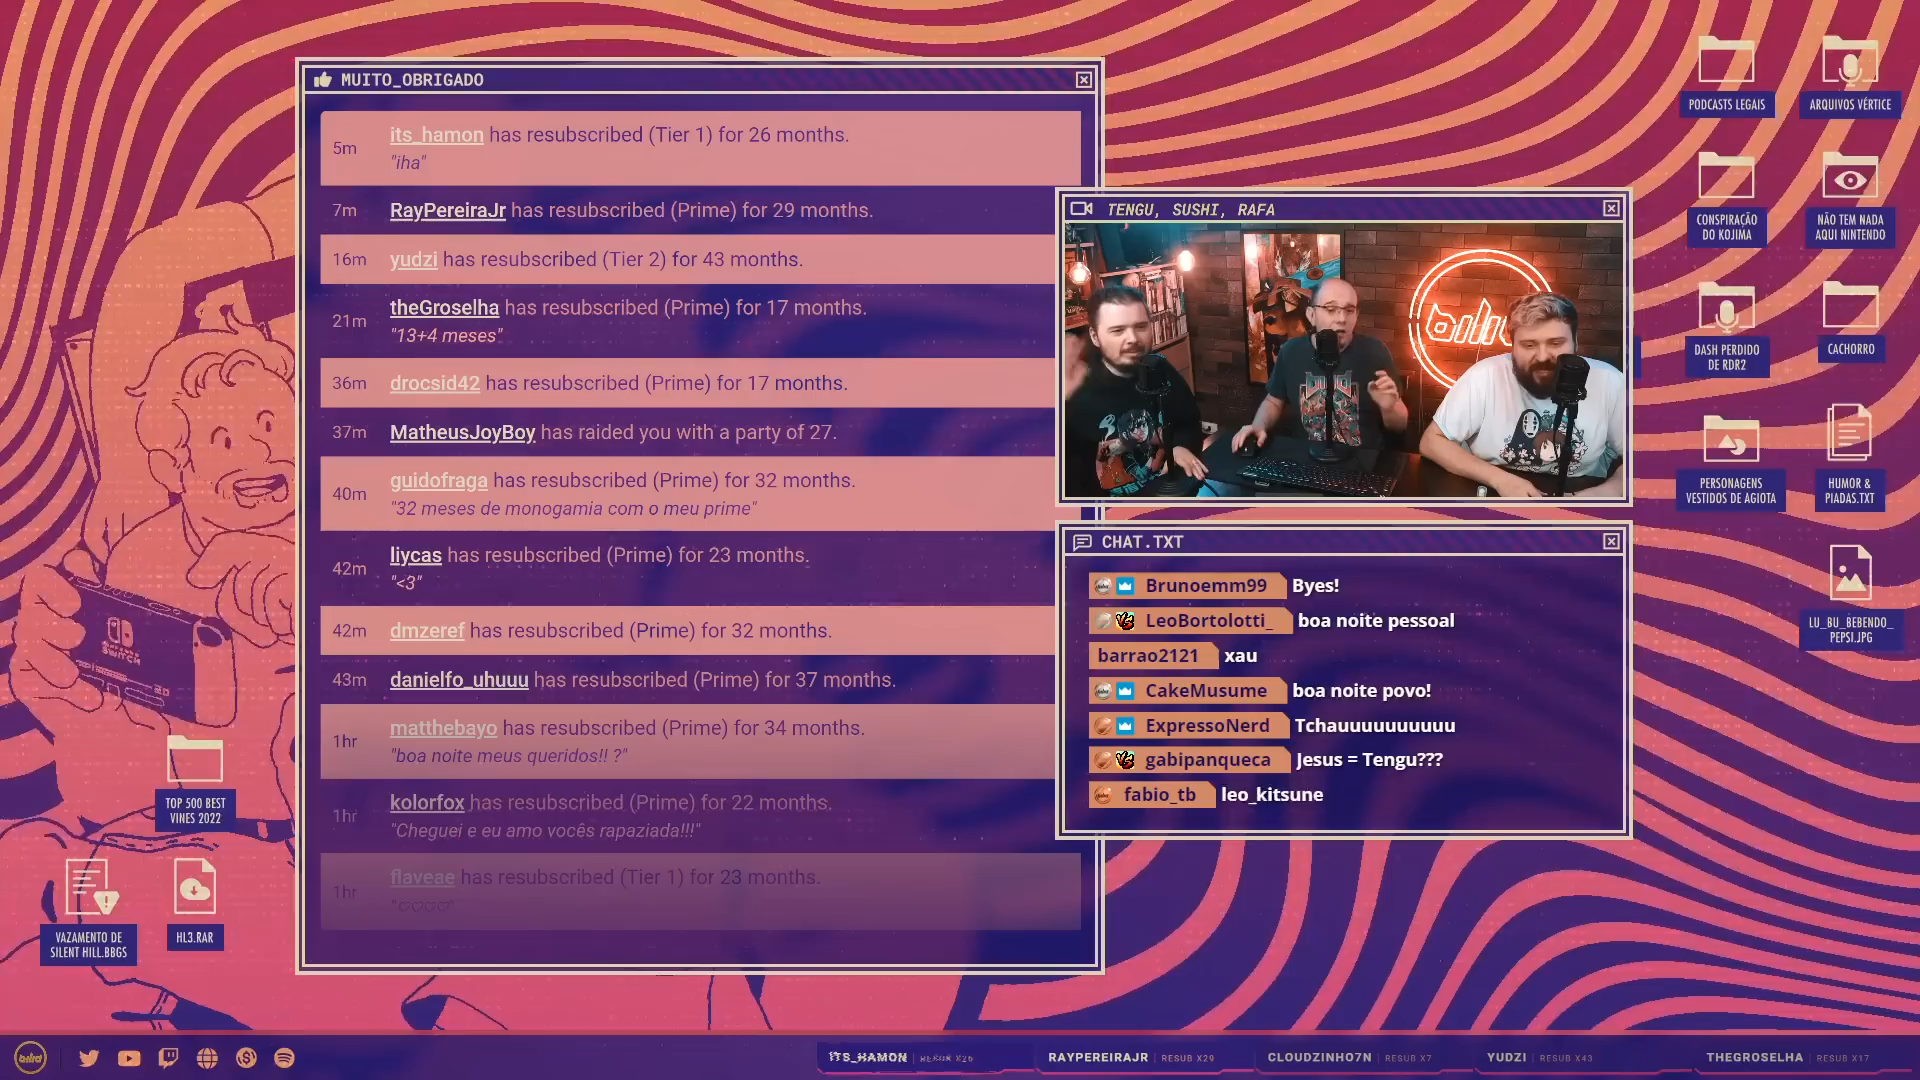 MUITO_OBRIGADO
5m
its_hamon has resubscribed (Tier 1) for 26 months.
"iha"
7m
RayPereiraJr has resubscribed (Prime) for 29 months.
16m
yudzi has resubscribed (Tier 2) for 43 months.
21m
theGroselha has resubscribed (Prime) for 17 months.
"13+4 meses"
36m
drocsid42 has resubscribed (Prime) for 17 months.
37m
MatheusJoyBoy has raided you with a party of 27.
40m
guidofraga has resubscribed (Prime) for 32 months.
"32 meses de monogamia com o meu prime"
42m
liycas has resubscribed (Prime) for 23 months.
"<3"
42m
dmzeref has resubscribed (Prime) for 32 months.
43m
danielfo_uhuuu has resubscribed (Prime) for 37 months.
1hr
matthebayo has resubscribed (Prime) for 34 months.
"boa noite meus queridos!! ?"
1hr
kolorfox has resubscribed (Prime) for 22 months.
"Cheguei e eu amo vocês rapaziada!!!"
1hr
flaveae has resubscribed (Tier 1) for 23 months.
"♡♡♡♡"
TENGU, SUSHI, RAFA
CHAT.TXT
Brunoemm99 Byes!
LeoBortolotti_ boa noite pessoal
barrao2121 xau
CakeMusume boa noite povo!
ExpressoNerd Tchauuuuuuuuuu
gabipanqueca Jesus = Tengu???
fabio_tb leo_kitsune
PODCASTS LEGAIS
ARQUIVOS VÉRTICE
CONSPIRAÇÃO
DO KOJIMA
NÃO TEM NADA
AQUI NINTENDO
DASH PERDIDO
DE RDR2
CACHORRO
PERSONAGENS
VESTIDOS DE AGIOTA
HUMOR &
PIADAS.TXT
LU_BU_BEBENDO_
PEPSI.JPG
SWITCH
TOP 500 BEST
VINES 2022
VAZAMENTO DE
SILENT HILL.BBGS
HL3.RAR
ITS_HAMON RESUB X26
RAYPEREIRAJR RESUB X29
CLOUDZINHO7N RESUB X7
YUDZI RESUB X43
THEGROSELHA RESUB X17